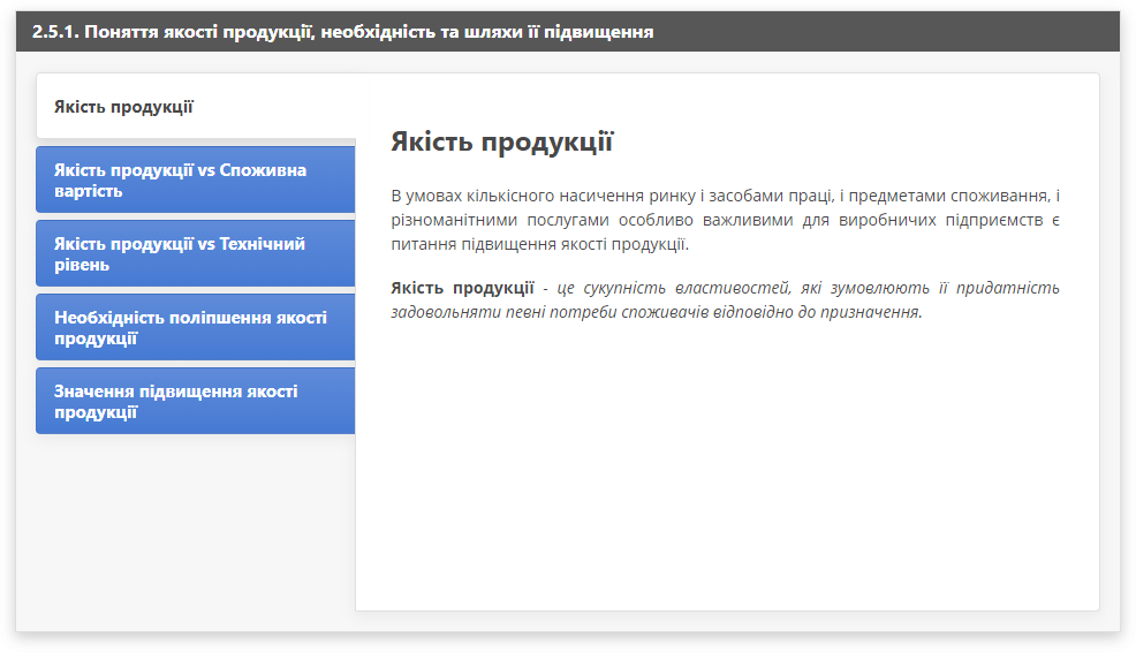 2.5.1. Поняття якості продукції, необхідність та шляхи її підвищення
Якість продукції
Якість продукції vs Споживна
вартість
Якість продукції vs Технічний
рівень
Необхідність поліпшення якості
продукції
Значення підвищення якості
продукції
Якість продукції
В умовах кількісного насичення ринку і засобами праці, і предметами споживання, і
різноманітними послугами особливо важливими для виробничих підприємств є
питання підвищення якості продукції.
Якість продукції - це сукупність властивостей, які зумовлюють її придатність
задовольняти певні потреби споживачів відповідно до призначення.